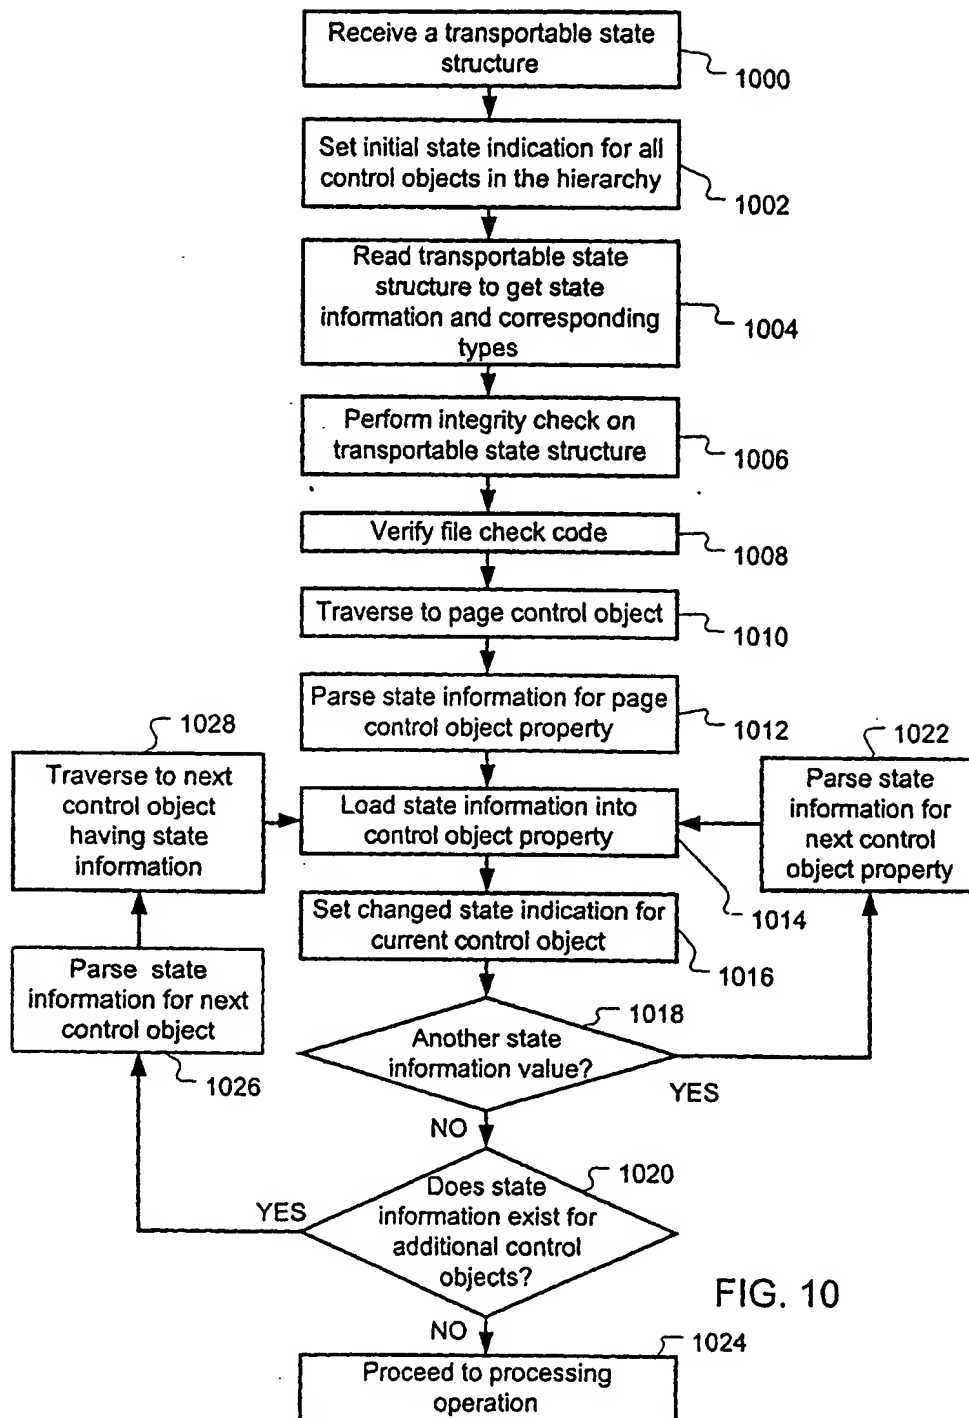 Receive a transportable state
structure
1000
Set initial state indication for all
control objects in the hierarchy
1002
Read transportable state
structure to get state
information and corresponding
types
1004
Perform integrity check on
transportable state structure
1006
Verify file check code
1008
Traverse to page control object
1010
Parse state information for page
control object property
1012
1028
Traverse to next
control object
having state
information
Load state information into
control object property
1014
1022
Parse state
information for
next control
object property
Set changed state indication for
current control object
1016
Parse state
information for next
control object
1026
1018
Another state
information value?
YES
NO
1020
Does state
information exist for
additional control
objects?
YES
NO
FIG. 10
1024
Proceed to processing
operation